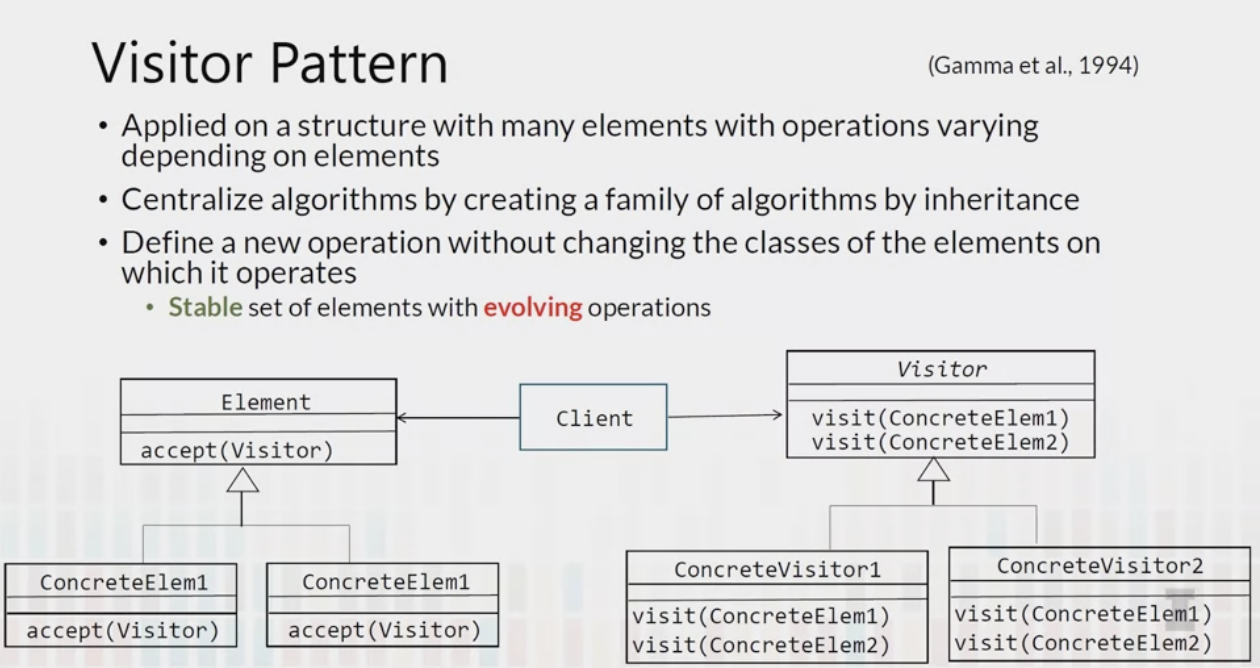 Visitor Pattern
(Gamma et al., 1994)
• Applied on a structure with many elements with operations varying
depending on elements
• Centralize algorithms by creating a family of algorithms by inheritance
• Define a new operation without changing the classes of the elements on
which it operates
• Stable set of elements with evolving operations
Element
accept(Visitor)
Client
Visitor
visit(ConcreteElem1)
visit(ConcreteElem2)
ConcreteElem1
accept(Visitor)
ConcreteElem1
accept(Visitor)
ConcreteVisitor1
visit(ConcreteElem1)
visit(ConcreteElem2)
ConcreteVisitor2
visit(ConcreteElem1)
visit(ConcreteElem2)